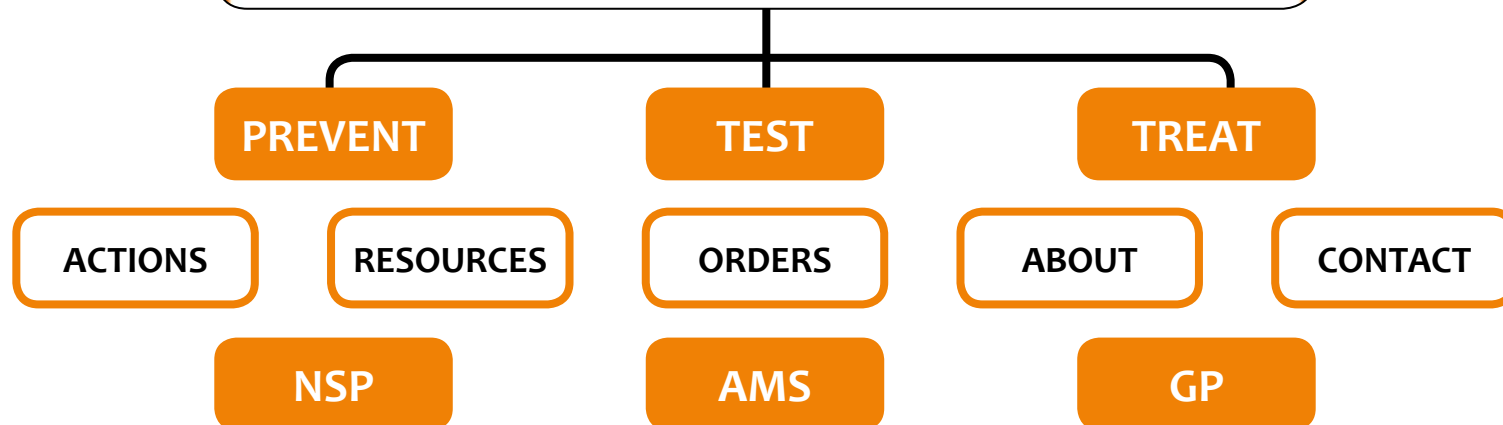 PREVENT TEST TREAT
ACTIONS RESOURCES ORDERS ABOUT CONTACT
NSP AMS GP